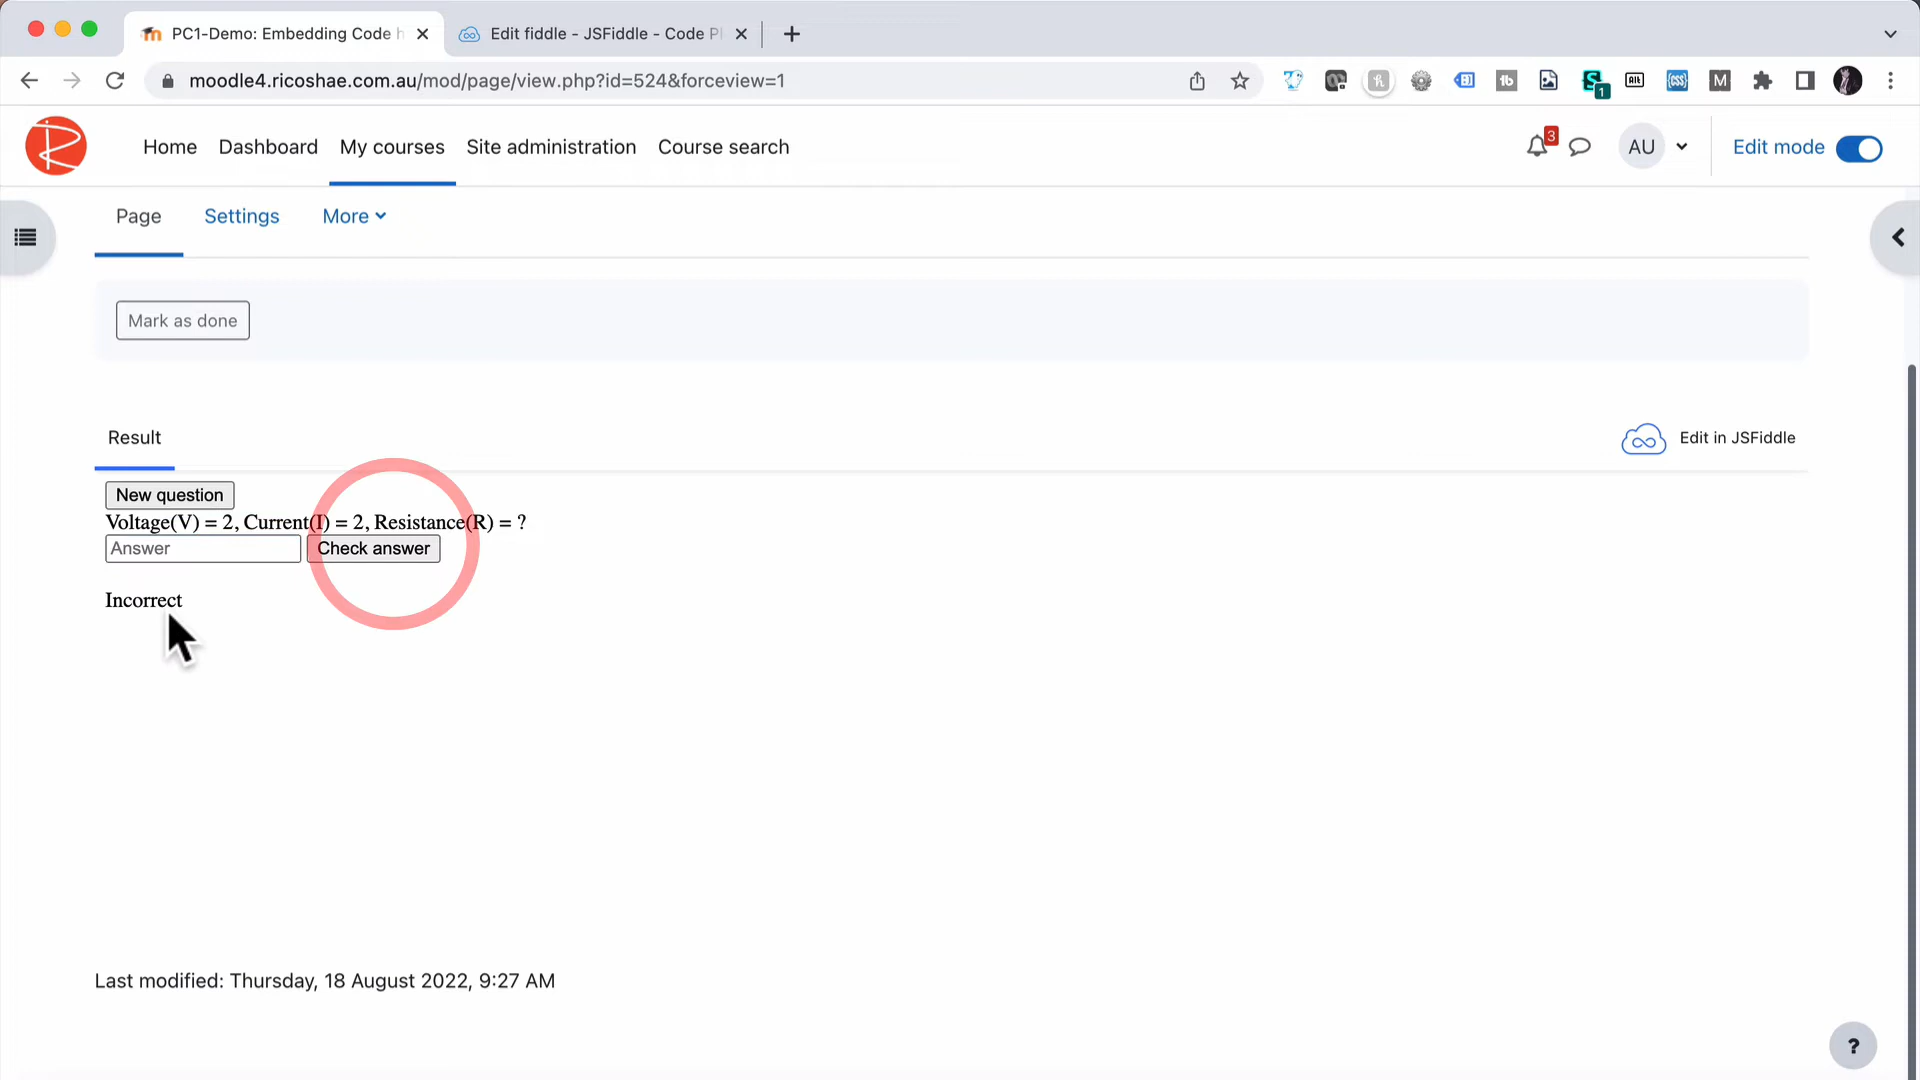 PC1-Demo: Embedding Code h
Edit fiddle - JSFiddle - Code Pl
moodle4.ricoshae.com.au/mod/page/view.php?id=524&forceview=1
1
Home
Dashboard
My courses
Site administration
Course search
3
AU
Edit mode
Page
Settings
More
Mark as done
Result
Edit in JSFiddle
New question
Voltage(V) = 2, Current(I) = 2, Resistance(R) = ?
Answer
Check answer
Incorrect
Last modified: Thursday, 18 August 2022, 9:27 AM
?